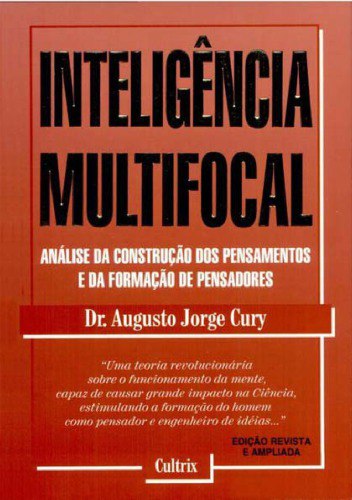 INTELIGÊNCIA
MULTIFOCAL
ANÁLISE DA CONSTRUÇÃO DOS PENSAMENTOS
E DA FORMAÇÃO DE PENSADORES
Dr. Augusto Jorge Cury
“Uma teoria revolucionária
sobre o funcionamento da mente,
capaz de causar grande impacto na Ciência,
estimulando a formação do homem
como pensador e engenheiro de idéias...”
EDIÇÃO REVISTA
E AMPLIADA
Cultrix